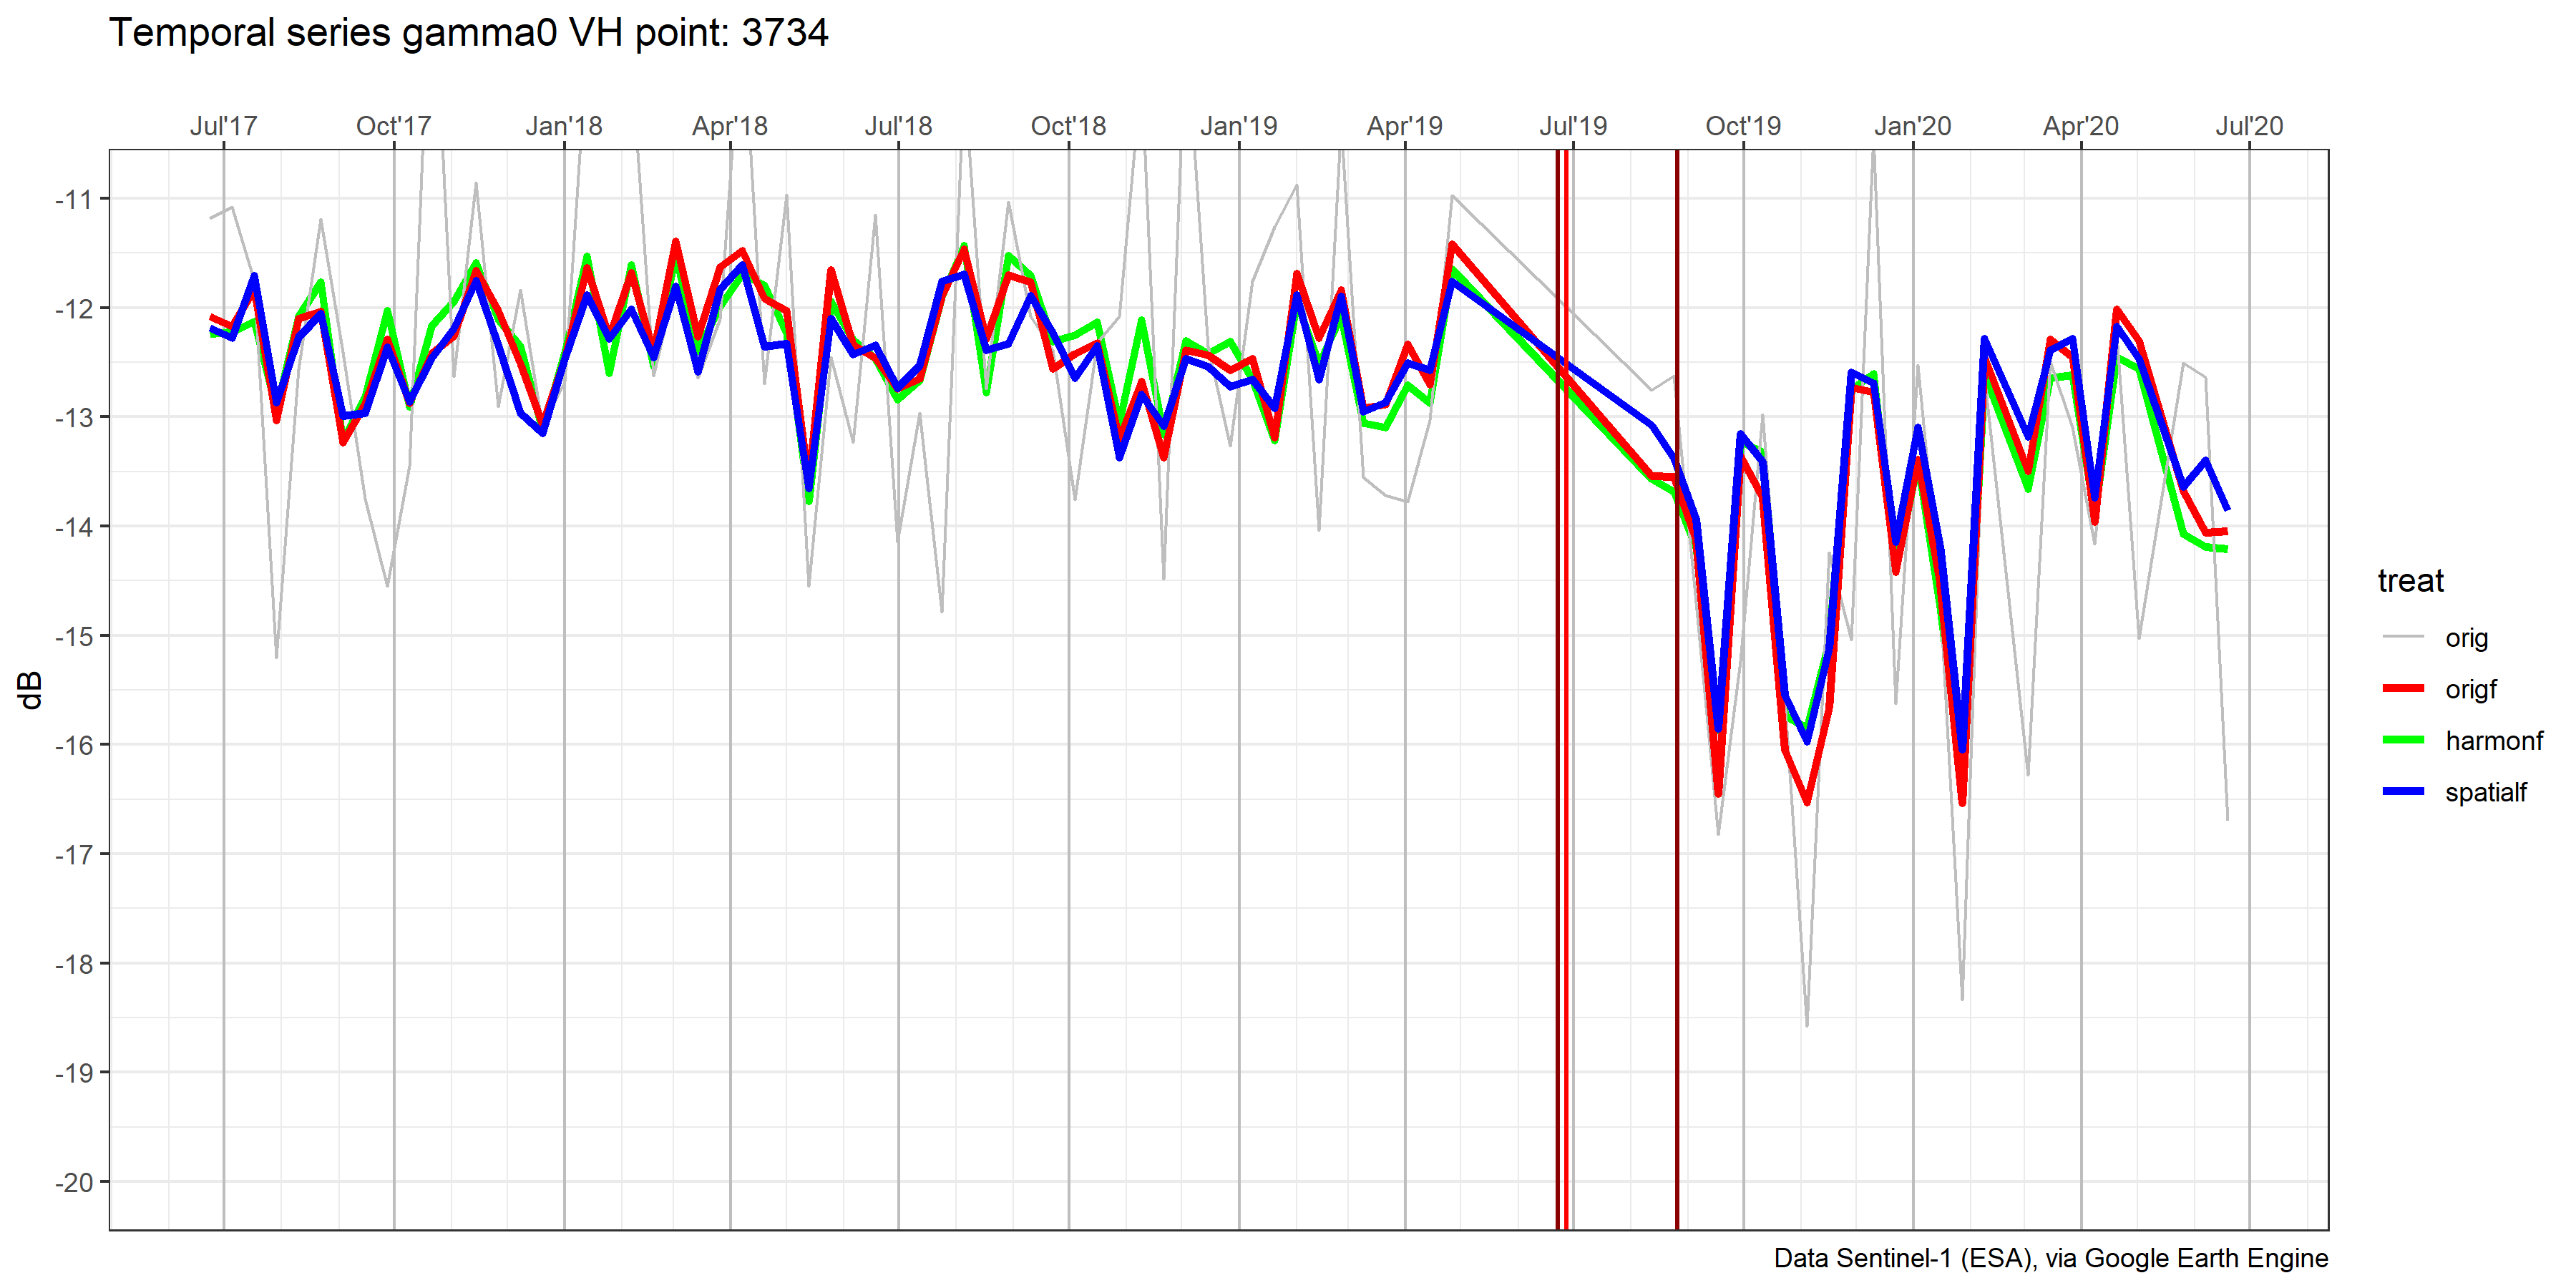 Temporal series gamma0 VH point: 3734
Jul'17 Oct'17 Jan'18 Apr'18 Jul'18 Oct'18 Jan'19 Apr'19 Jul'19 Oct'19 Jan'20 Apr'20 Jul'20
-11
-12
-13
-14
-15
-16
-17
-18
-19
-20
dB
treat
orig
origf
harmonf
spatialf
Data Sentinel-1 (ESA), via Google Earth Engine